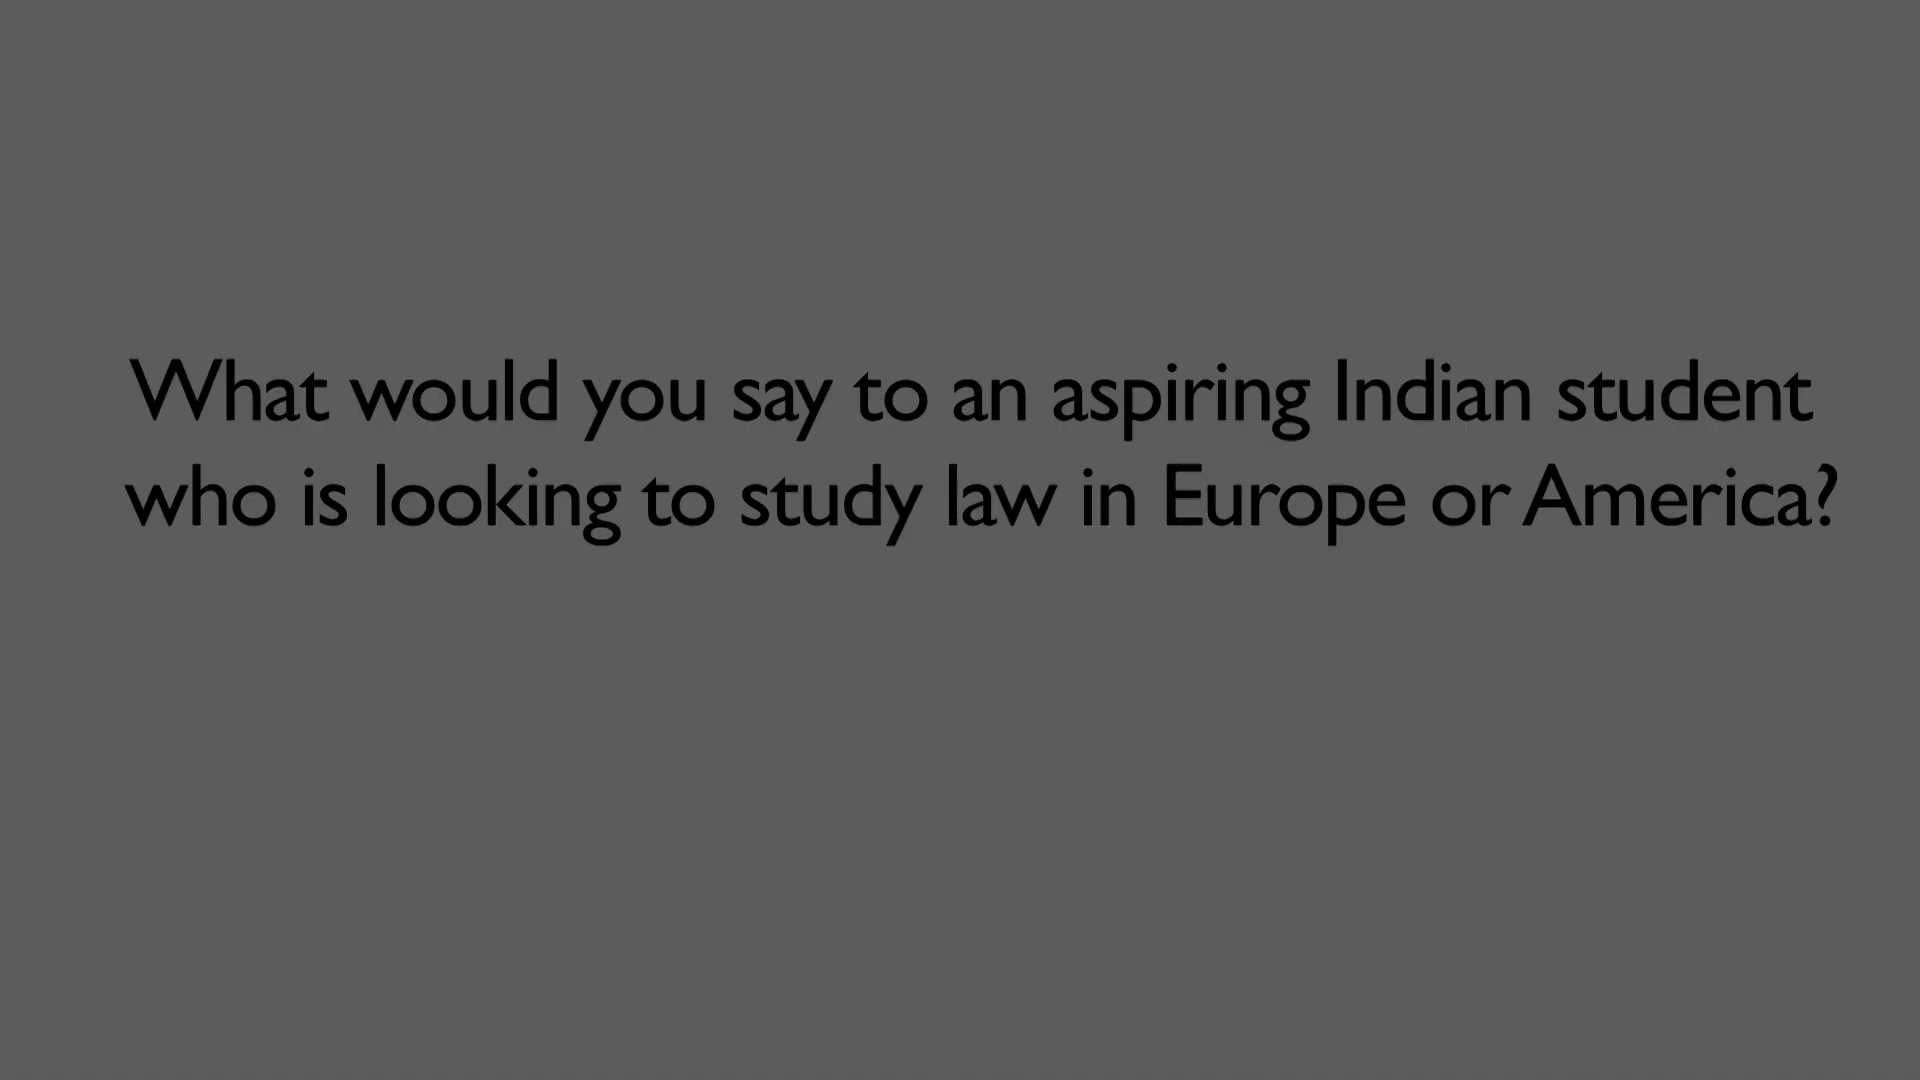 What would you say to an aspiring Indian student
who is looking to study law in Europe or America?